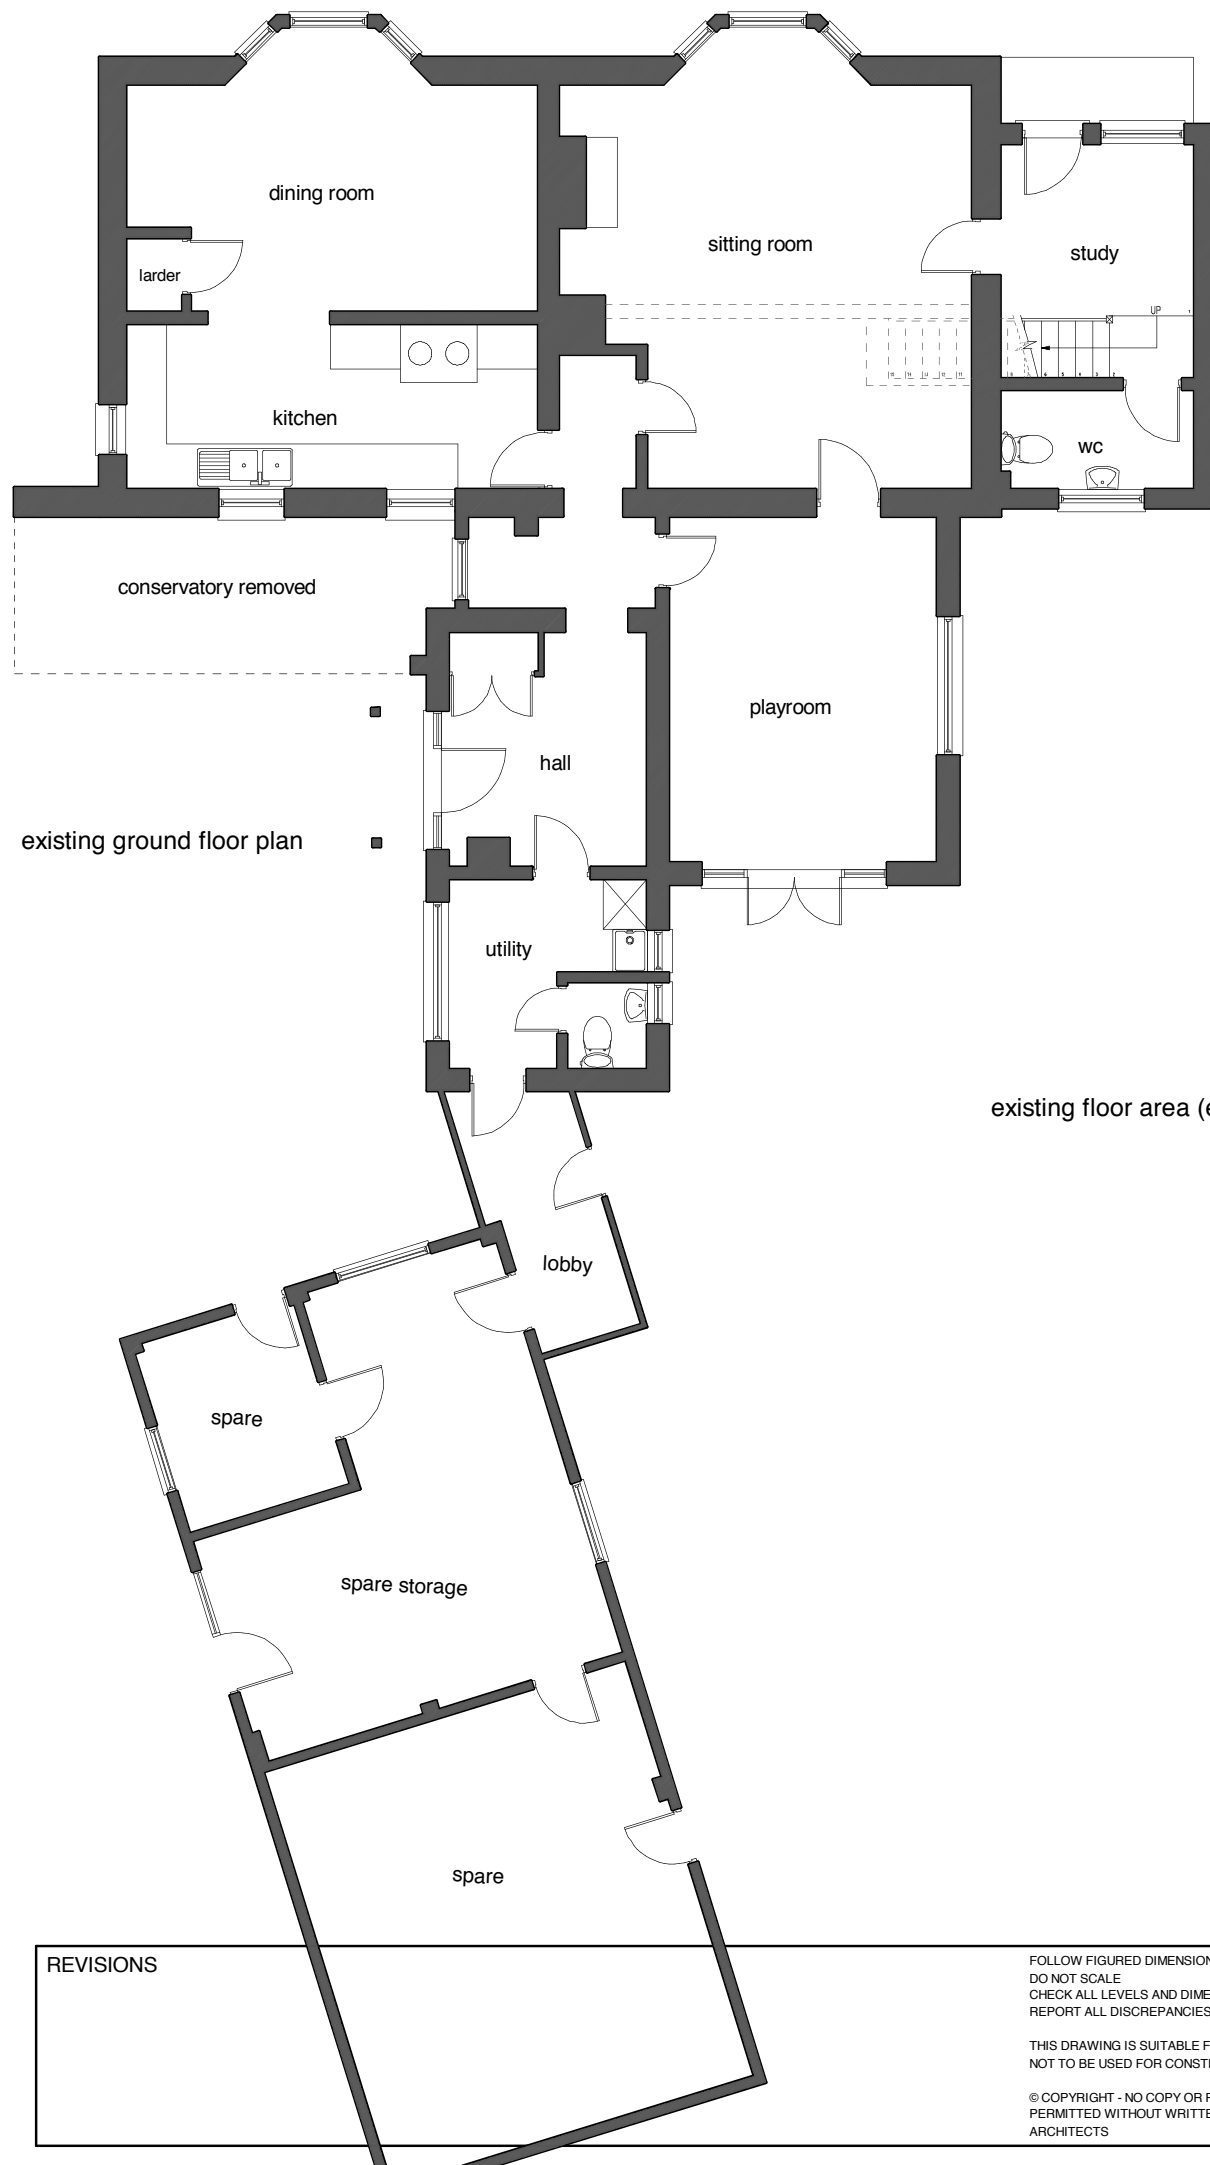 dining room
sitting room
study
larder
UP
kitchen
wc
conservatory removed
playroom
hall
existing ground floor plan
utility
existing floor area (e
lobby
spare
spare storage
spare
REVISIONS
FOLLOW FIGURED DIMENSION
DO NOT SCALE
CHECK ALL LEVELS AND DIME
REPORT ALL DISCREPANCIES
THIS DRAWING IS SUITABLE F
NOT TO BE USED FOR CONST
© COPYRIGHT - NO COPY OR
PERMITTED WITHOUT WRITTE
ARCHITECTS